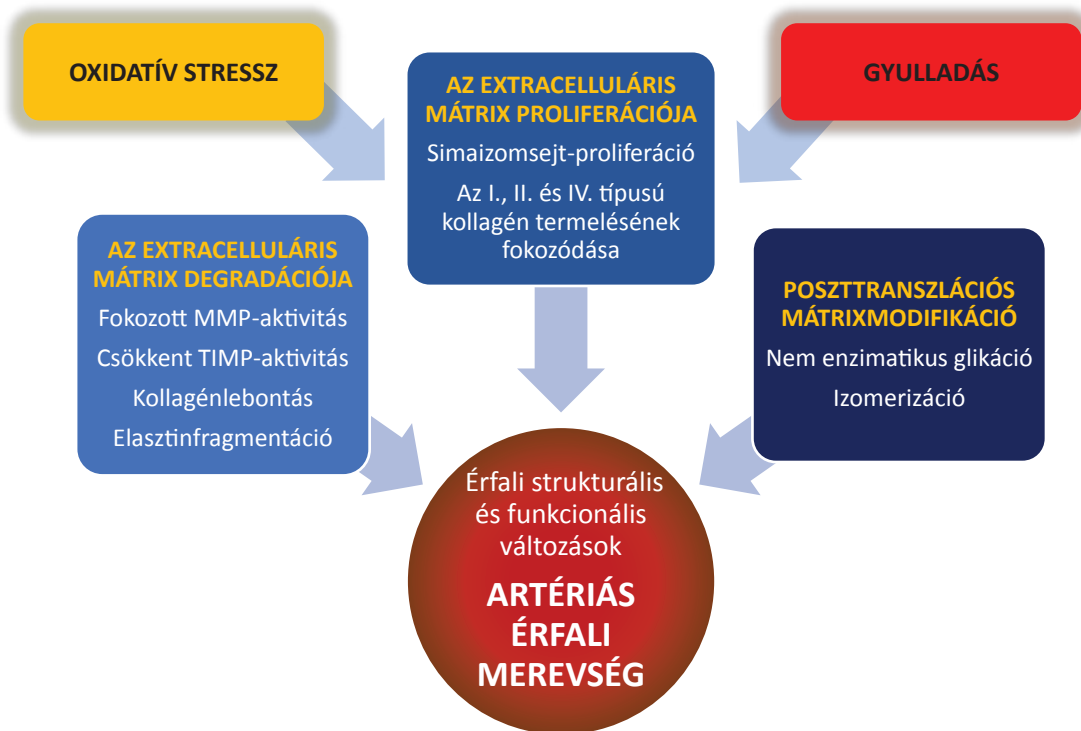 OXIDATÍV STRESSZ
GYULLADÁS
AZ EXTRACELLULÁRIS
MÁTRIX PROLIFERÁCIÓJA
Simaizomsejt-proliferáció
Az I., II. és IV. típusú
kollagén termelésének
fokozódása
AZ EXTRACELLULÁRIS
MÁTRIX DEGRADÁCIÓJA
Fokozott MMP-aktivitás
Csökkent TIMP-aktivitás
Kollagénlebontás
Elasztinfragmentáció
POSZTTRANSZLÁCIÓS
MÁTRIXMODIFIKÁCIÓ
Nem enzimatikus glikáció
Izomerizáció
Érfali strukturális
és funkcionális
változások
ARTÉRIÁS
ÉRFALI
MEREVSÉG